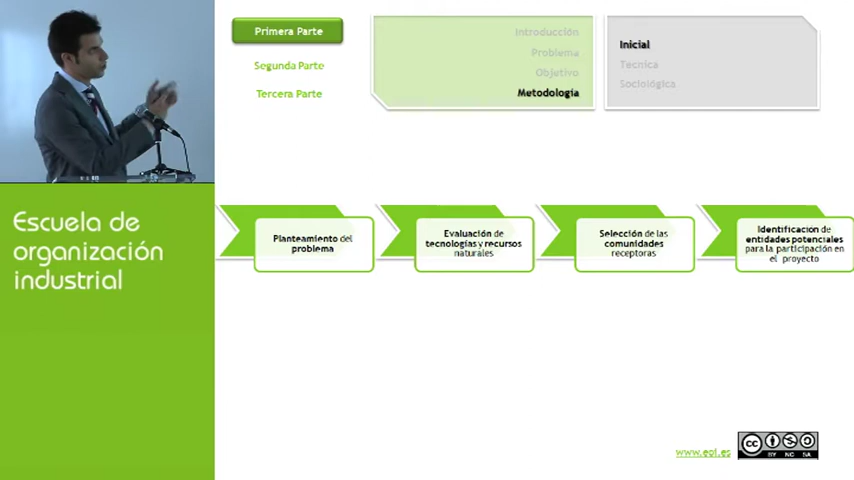 Primera Parte
Segunda Parte
Tercera Parte
Introducción
Problema
Objetivo
Metodología
Inicial
Tecnica
Sociológica
Escuela de
organización
industrial
Planteamiento del
problema
Evaluación de
tecnologías y recursos
naturales
Selección de las
comunidades
receptoras
Identificación de
entidades potenciales
para la participación en
el proyecto
www.eoi.es
cc
BY NC SA